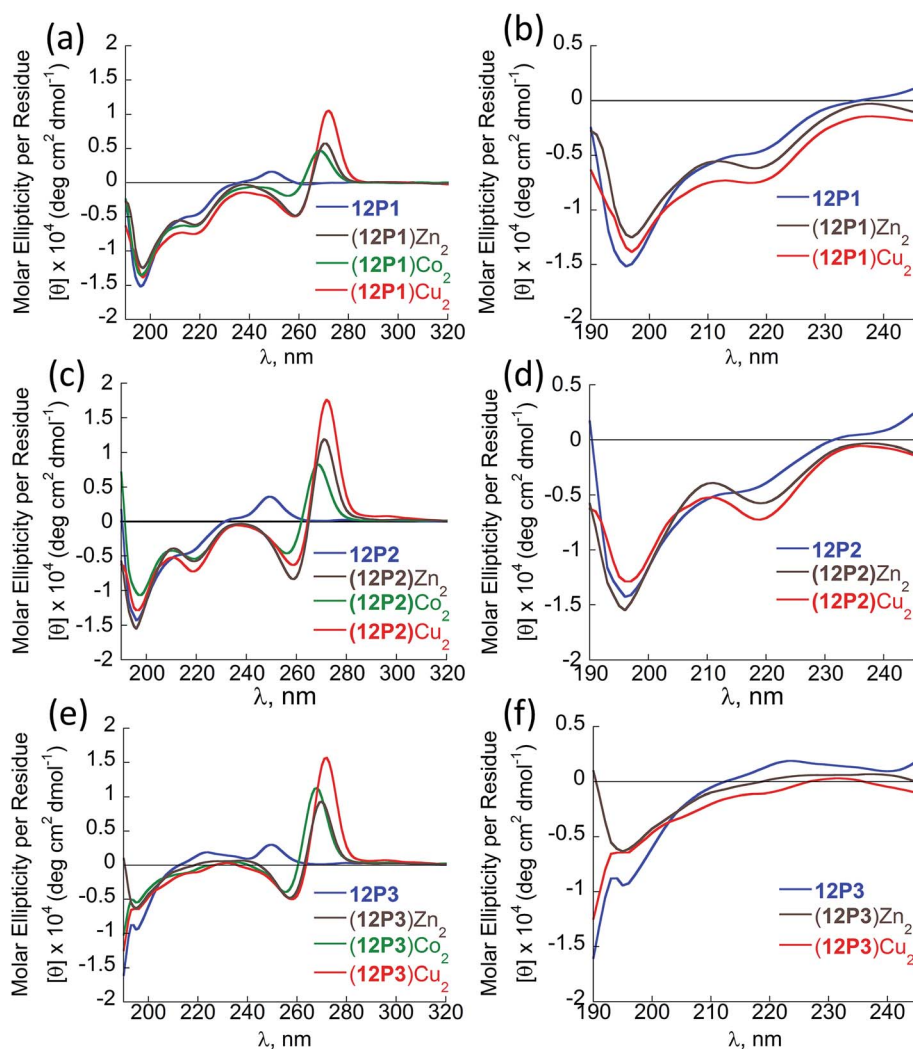 (a)
Molar Ellipticity per Residue
[θ] x 10⁴ (deg cm² dmol⁻¹)
2
1.5
1
0.5
0
-0.5
-1
-1.5
-2
12P1
(12P1)Zn₂
(12P1)Co₂
(12P1)Cu₂
200 220 240 260 280 300 320
λ, nm
(b)
Molar Ellipticity per Residue
[θ] x 10⁴ (deg cm² dmol⁻¹)
0.5
0
-0.5
-1
-1.5
-2
12P1
(12P1)Zn₂
(12P1)Cu₂
190 200 210 220 230 240
λ, nm
(c)
Molar Ellipticity per Residue
[θ] x 10⁴ (deg cm² dmol⁻¹)
2
1.5
1
0.5
0
-0.5
-1
-1.5
-2
12P2
(12P2)Zn₂
(12P2)Co₂
(12P2)Cu₂
200 220 240 260 280 300 320
λ, nm
(d)
Molar Ellipticity per Residue
[θ] x 10⁴ (deg cm² dmol⁻¹)
0.5
0
-0.5
-1
-1.5
-2
12P2
(12P2)Zn₂
(12P2)Cu₂
190 200 210 220 230 240
λ, nm
(e)
Molar Ellipticity per Residue
[θ] x 10⁴ (deg cm² dmol⁻¹)
2
1.5
1
0.5
0
-0.5
-1
-1.5
-2
12P3
(12P3)Zn₂
(12P3)Co₂
(12P3)Cu₂
200 220 240 260 280 300 320
λ, nm
(f)
Molar Ellipticity per Residue
[θ] x 10⁴ (deg cm² dmol⁻¹)
0.5
0
-0.5
-1
-1.5
-2
12P3
(12P3)Zn₂
(12P3)Cu₂
190 200 210 220 230 240
λ, nm